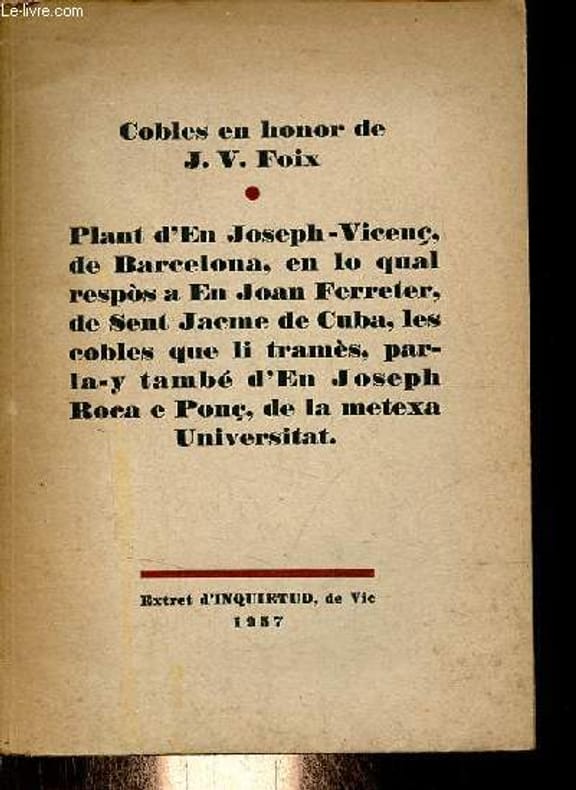 Le-livre.com
Cobles en honor de
J. V. Foix
Plant d'En Joseph-Vicenç,
de Barcelona, en lo qual
respòs a En Joan Ferreter,
de Sent Jacme de Cuba, les
cobles que li tramès, par-
la-y també d'En Joseph
Roca e Ponç, de la metexa
Universitat.
Extret d'INQUIETUD, de Vic
1957